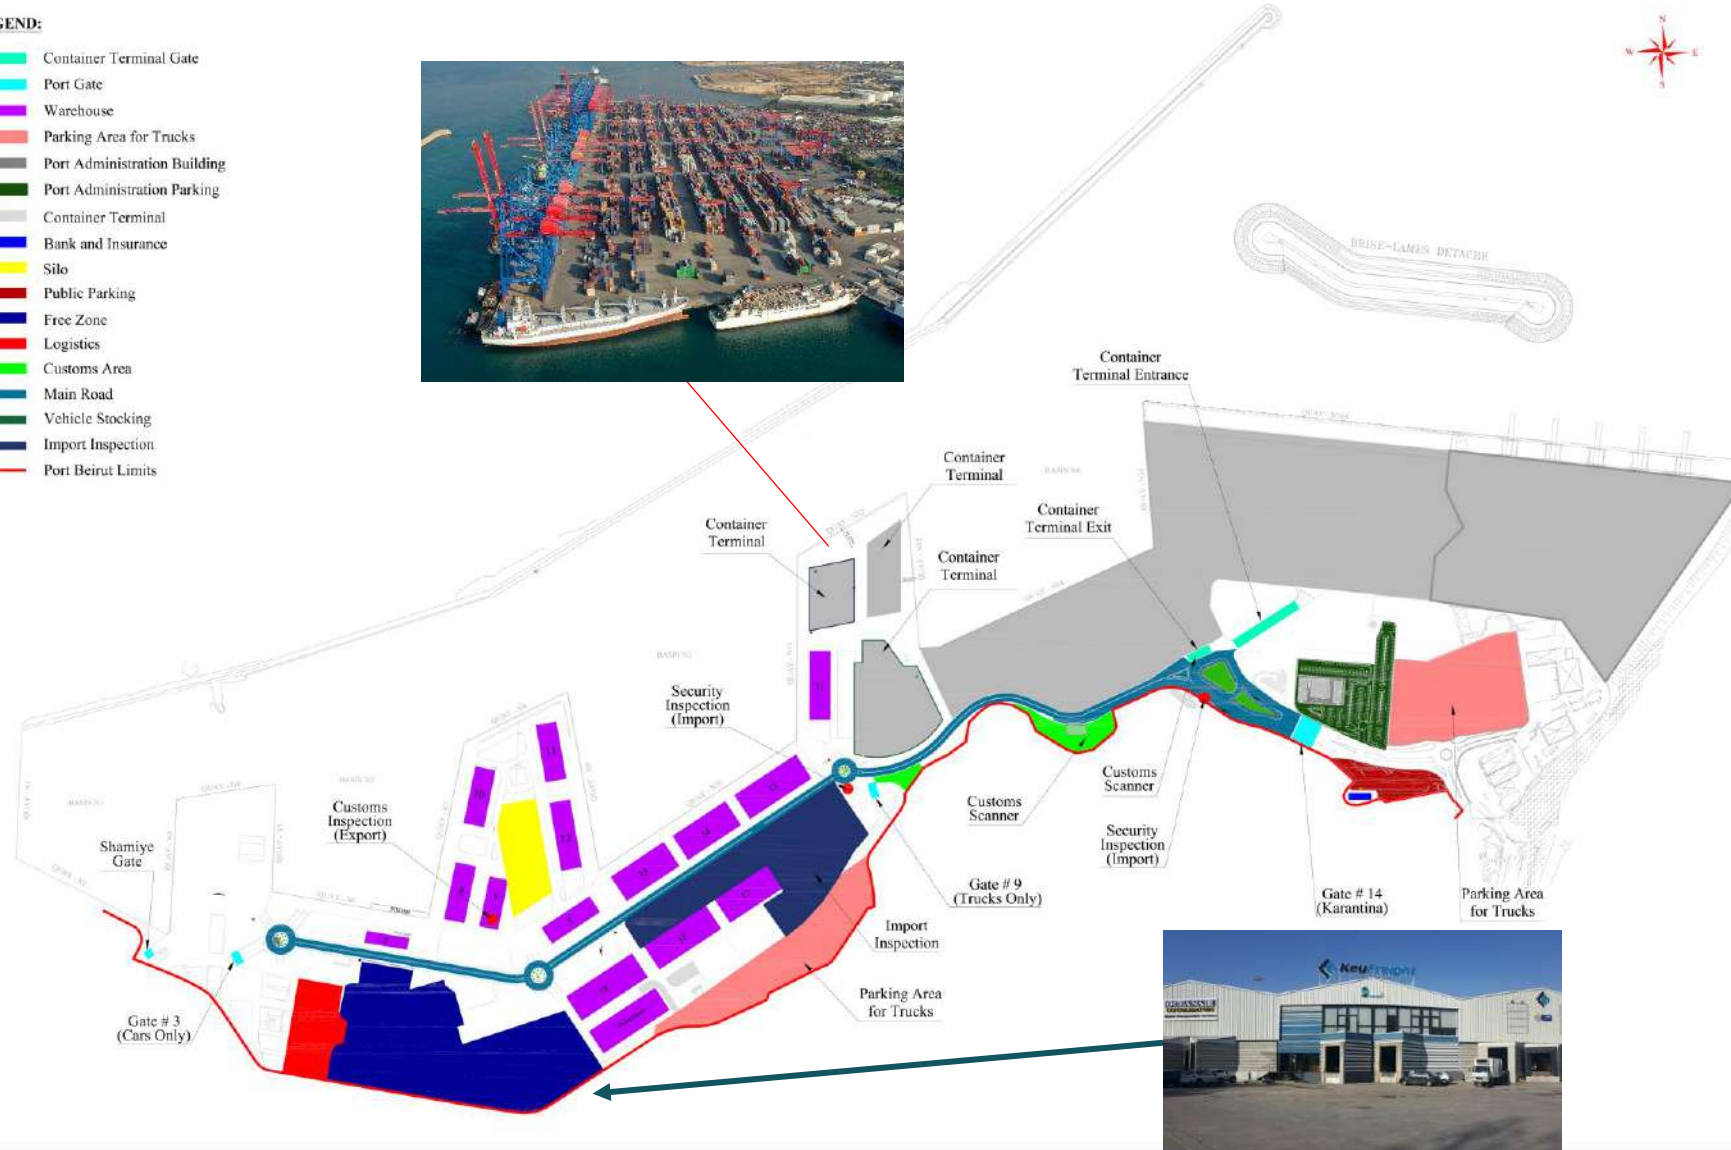 GEND:
Container Terminal Gate
Port Gate
Warehouse
Parking Area for Trucks
Port Administration Building
Port Administration Parking
Container Terminal
Bank and Insurance
Silo
Public Parking
Free Zone
Logistics
Customs Area
Main Road
Vehicle Stocking
Import Inspection
Port Beirut Limits
N
W
E
S
BRISE-LAMES DETACHE
Container
Terminal Entrance
Container
Terminal
Container
Terminal Exit
Container
Terminal
Container
Terminal
Security
Inspection
(Import)
Customs
Inspection
(Export)
Shamiye
Gate
Customs
Scanner
Customs
Scanner
Security
Inspection
(Import)
Gate # 9
(Trucks Only)
Gate # 14
(Karantina)
Parking Area
for Trucks
Import
Inspection
Parking Area
for Trucks
Gate # 3
(Cars Only)
10
11
12
KeyFreight